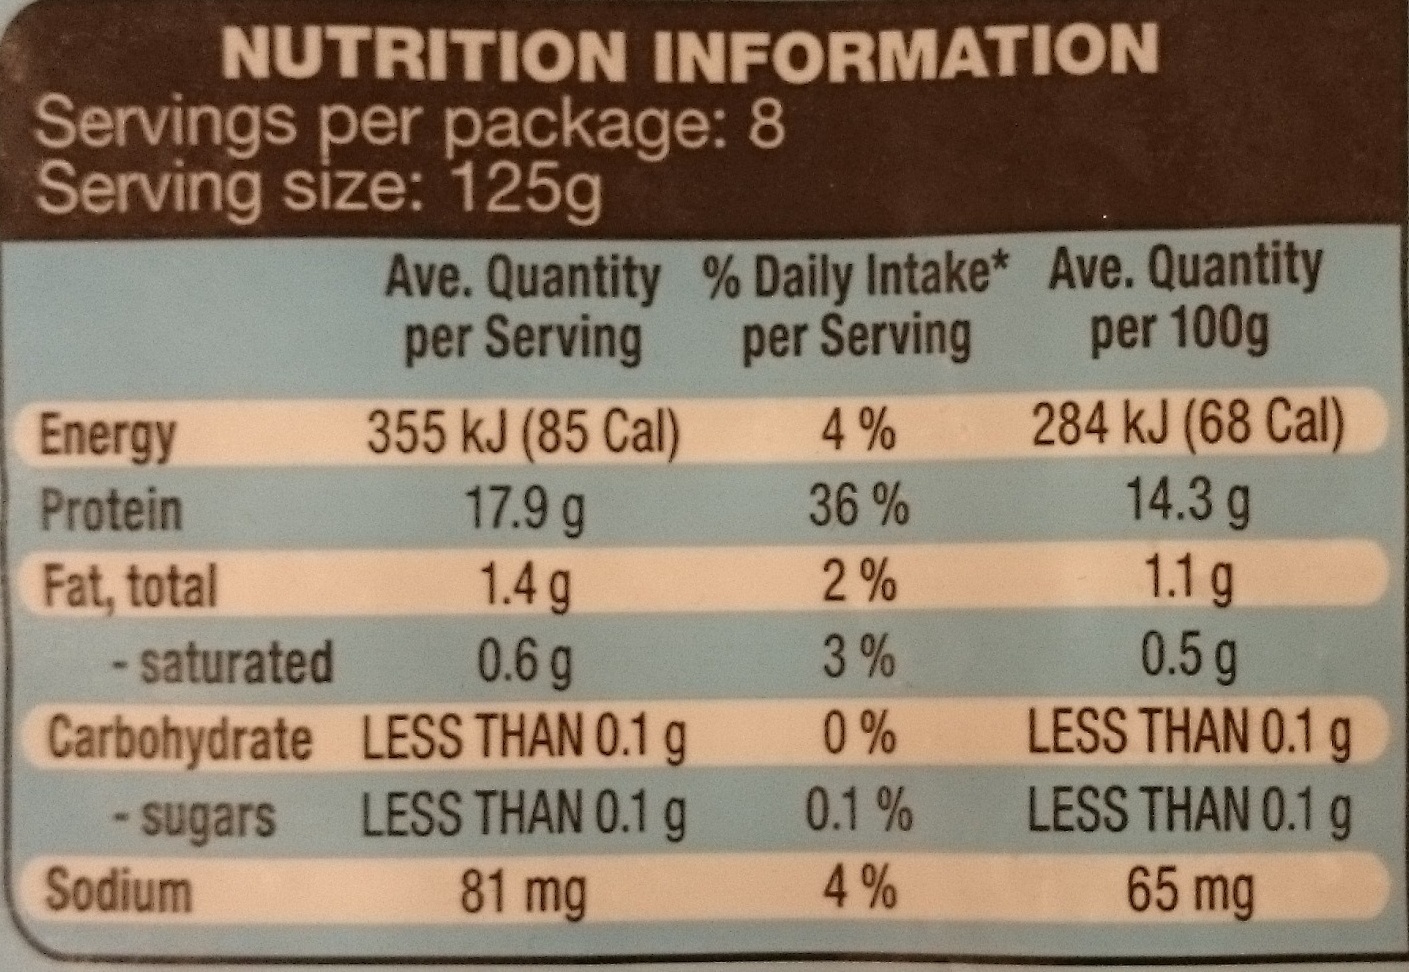 NUTRITION INFORMATION
Servings per package: 8
Serving size: 125g
Ave. Quantity % Daily Intake* Ave. Quantity
per Serving per Serving per 100g
Energy 355 kJ (85 Cal) 4 % 284 kJ (68 Cal)
Protein 17.9 g 36 % 14.3 g
Fat, total 1.4 g 2 % 1.1 g
- saturated 0.6 g 3 % 0.5 g
Carbohydrate LESS THAN 0.1 g 0 % LESS THAN 0.1 g
- sugars LESS THAN 0.1 g 0.1 % LESS THAN 0.1 g
Sodium 81 mg 4 % 65 mg